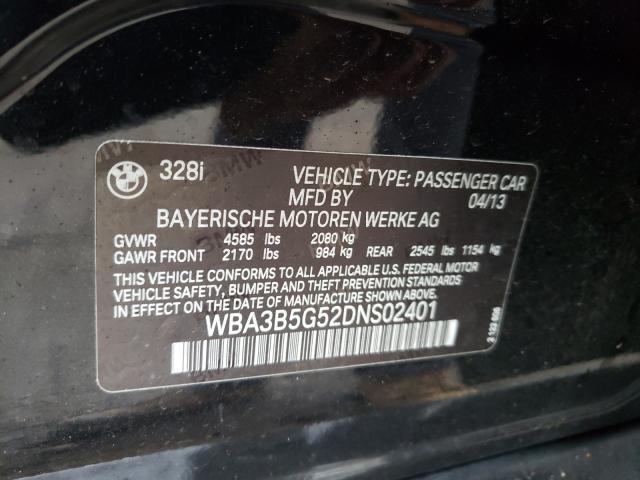 BMW
328i
VEHICLE TYPE: PASSENGER CAR
MFD BY
04/13
BAYERISCHE MOTOREN WERKE AG
GVWR 4585 lbs 2080 kg
GAWR FRONT 2170 lbs 984 kg REAR 2545 lbs 1154 kg
THIS VEHICLE CONFORMS TO ALL APPLICABLE U.S. FEDERAL MOTOR
VEHICLE SAFETY, BUMPER AND THEFT PREVENTION STANDARDS
IN EFFECT ON THE DATE OF MANUFACTURE SHOWN ABOVE.
WBA3B5G52DNS02401